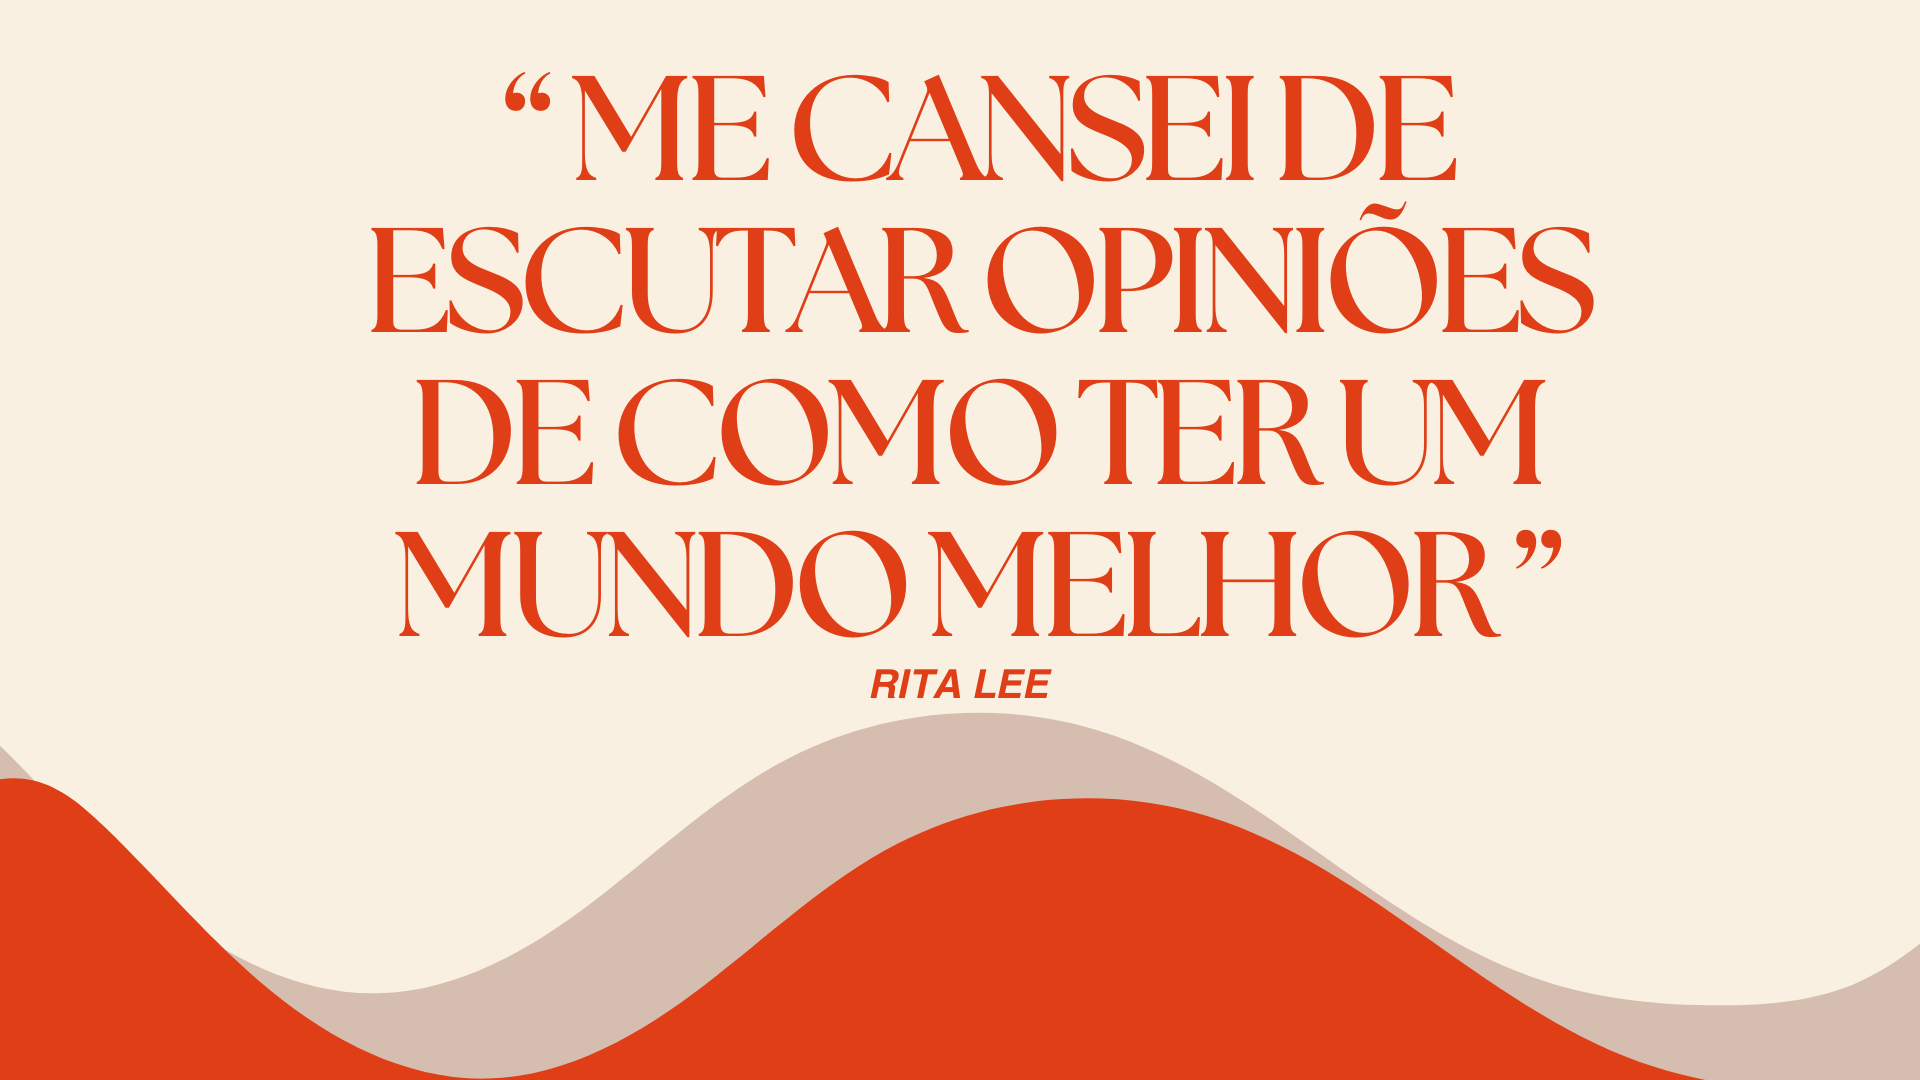 “ ME CANSEI DE
ESCUTAR OPINIÕES
DE COMO TER UM
MUNDO MELHOR ”
RITA LEE